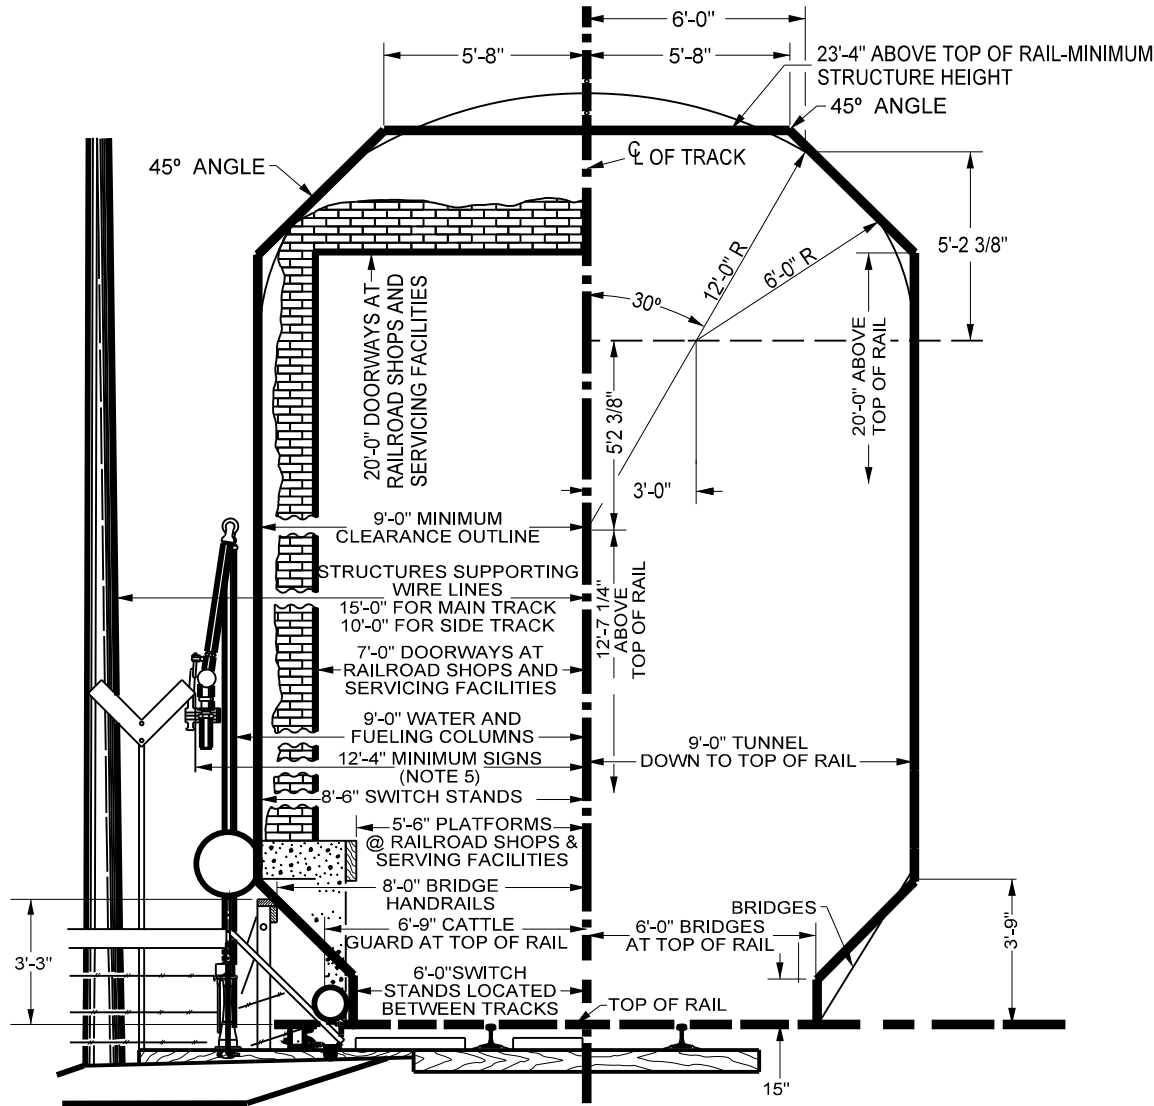 6'-0"
5'-8"
5'-8"
23'-4" ABOVE TOP OF RAIL-MINIMUM
STRUCTURE HEIGHT
45º ANGLE
45º ANGLE
℄ OF TRACK
5'-2 3/8"
12'-0" R
6'-0" R
30º
20'-0" DOORWAYS AT
RAILROAD SHOPS AND
SERVICING FACILITIES
20'-0" ABOVE
TOP OF RAIL
5'2 3/8"
3'-0"
9'-0" MINIMUM
CLEARANCE OUTLINE
STRUCTURES SUPPORTING
WIRE LINES
15'-0" FOR MAIN TRACK
10'-0" FOR SIDE TRACK
12'-7 1/4"
ABOVE
TOP OF RAIL
7'-0" DOORWAYS AT
RAILROAD SHOPS AND
SERVICING FACILITIES
9'-0" WATER AND
FUELING COLUMNS
12'-4" MINIMUM SIGNS
(NOTE 5)
9'-0" TUNNEL
DOWN TO TOP OF RAIL
8'-6" SWITCH STANDS
5'-6" PLATFORMS
@ RAILROAD SHOPS &
SERVING FACILITIES
8'-0" BRIDGE
HANDRAILS
6'-9" CATTLE
GUARD AT TOP OF RAIL
BRIDGES
6'-0" BRIDGES
AT TOP OF RAIL
3'-9"
3'-3"
6'-0"SWITCH
STANDS LOCATED
BETWEEN TRACKS
TOP OF RAIL
15"